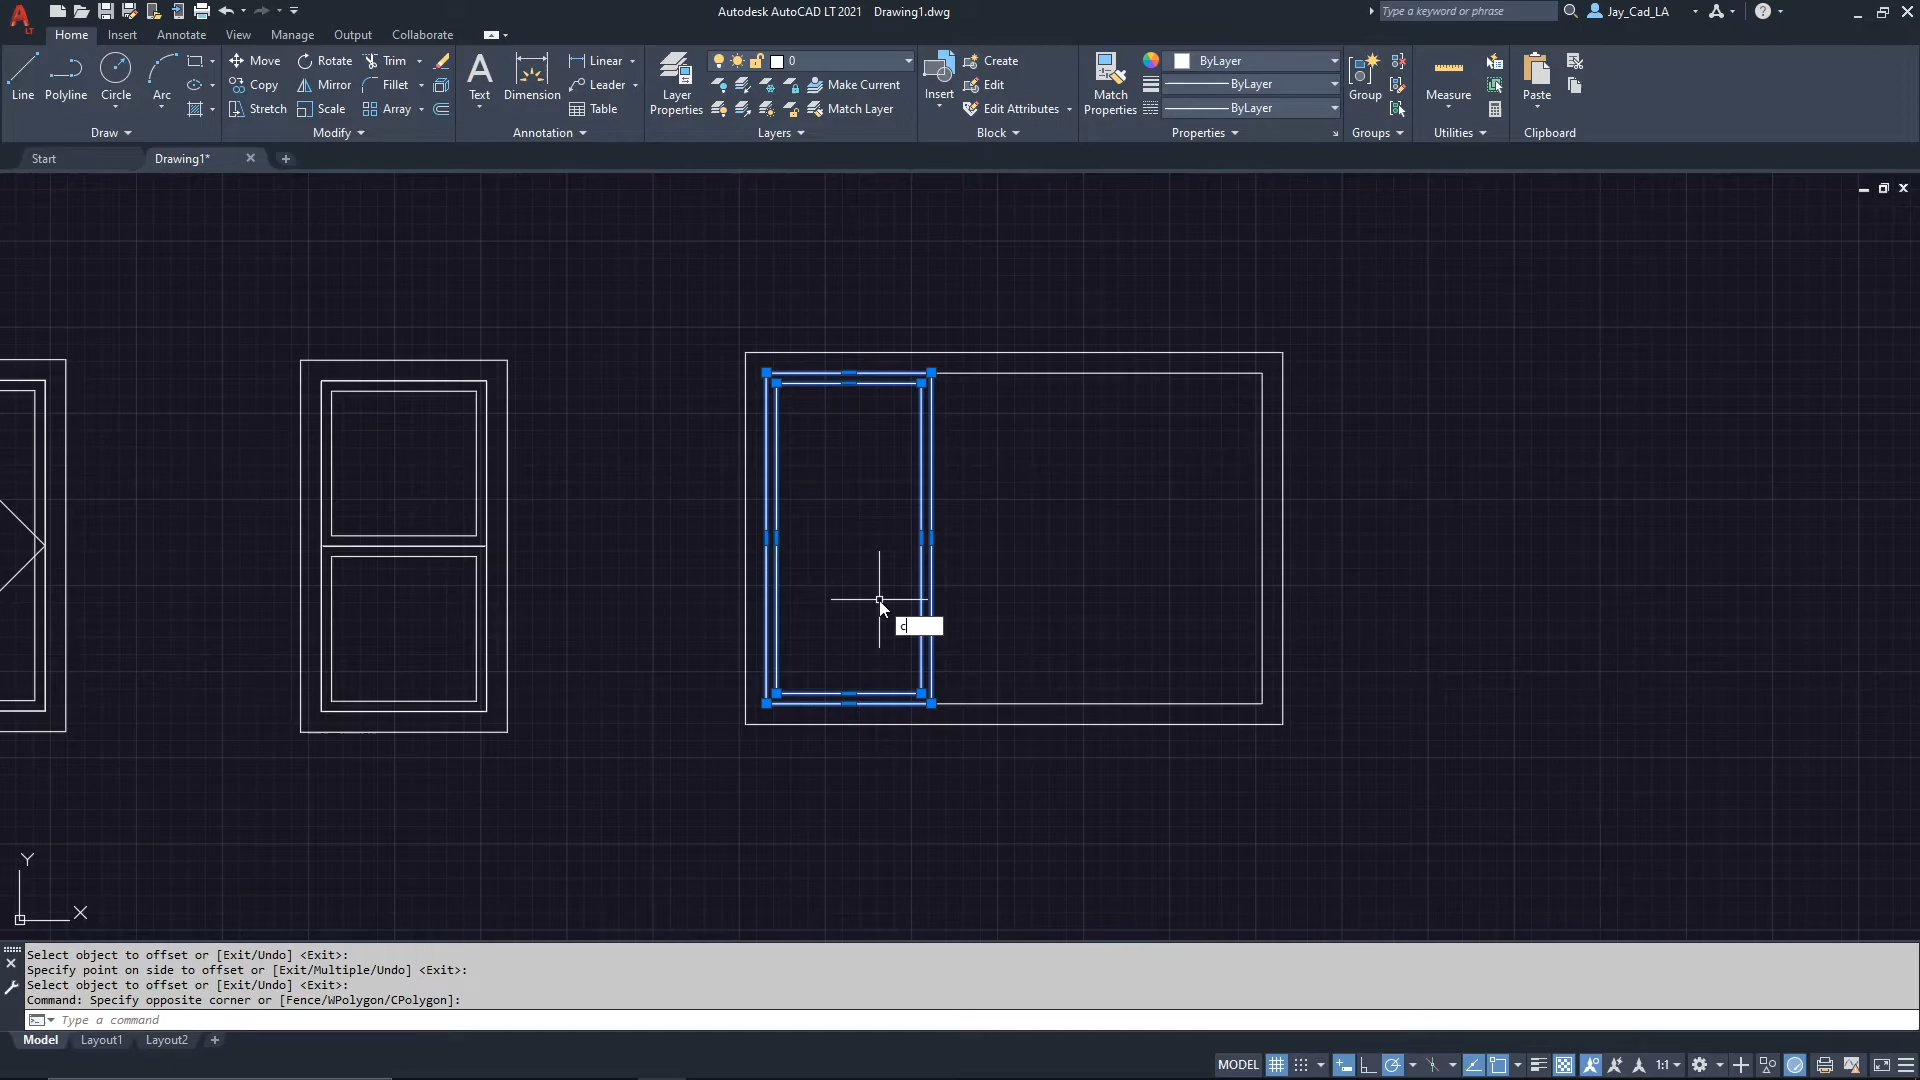 Autodesk AutoCAD LT 2021 Drawing1.dwg
Type a keyword or phrase
Jay_Cad_LA
LT
Home Insert Annotate View Manage Output Collaborate
Line Polyline Circle Arc
Move Rotate Trim
Copy Mirror Fillet
Stretch Scale Array
Text Dimension
Linear
Leader
Table
Layer Properties
0
Make Current
Match Layer
Insert
Create
Edit
Edit Attributes
Match Properties
ByLayer
ByLayer
ByLayer
Group
Measure
Paste
Draw Modify Annotation Layers Block Properties Groups Utilities Clipboard
Start Drawing1*
c
Y
X
Select object to offset or [Exit/Undo] <Exit>:
Specify point on side to offset or [Exit/Multiple/Undo] <Exit>:
Select object to offset or [Exit/Undo] <Exit>:
Command: Specify opposite corner or [Fence/WPolygon/CPolygon]:
Type a command
Model Layout1 Layout2
MODEL 1:1